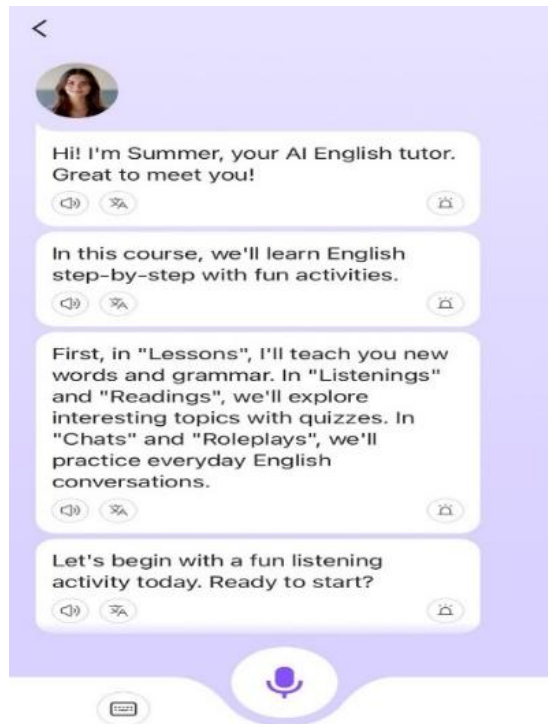 Hi! I'm Summer, your AI English tutor.
Great to meet you!
In this course, we'll learn English
step-by-step with fun activities.
First, in "Lessons", I'll teach you new
words and grammar. In "Listenings"
and "Readings", we'll explore
interesting topics with quizzes. In
"Chats" and "Roleplays", we'll
practice everyday English
conversations.
Let's begin with a fun listening
activity today. Ready to start?